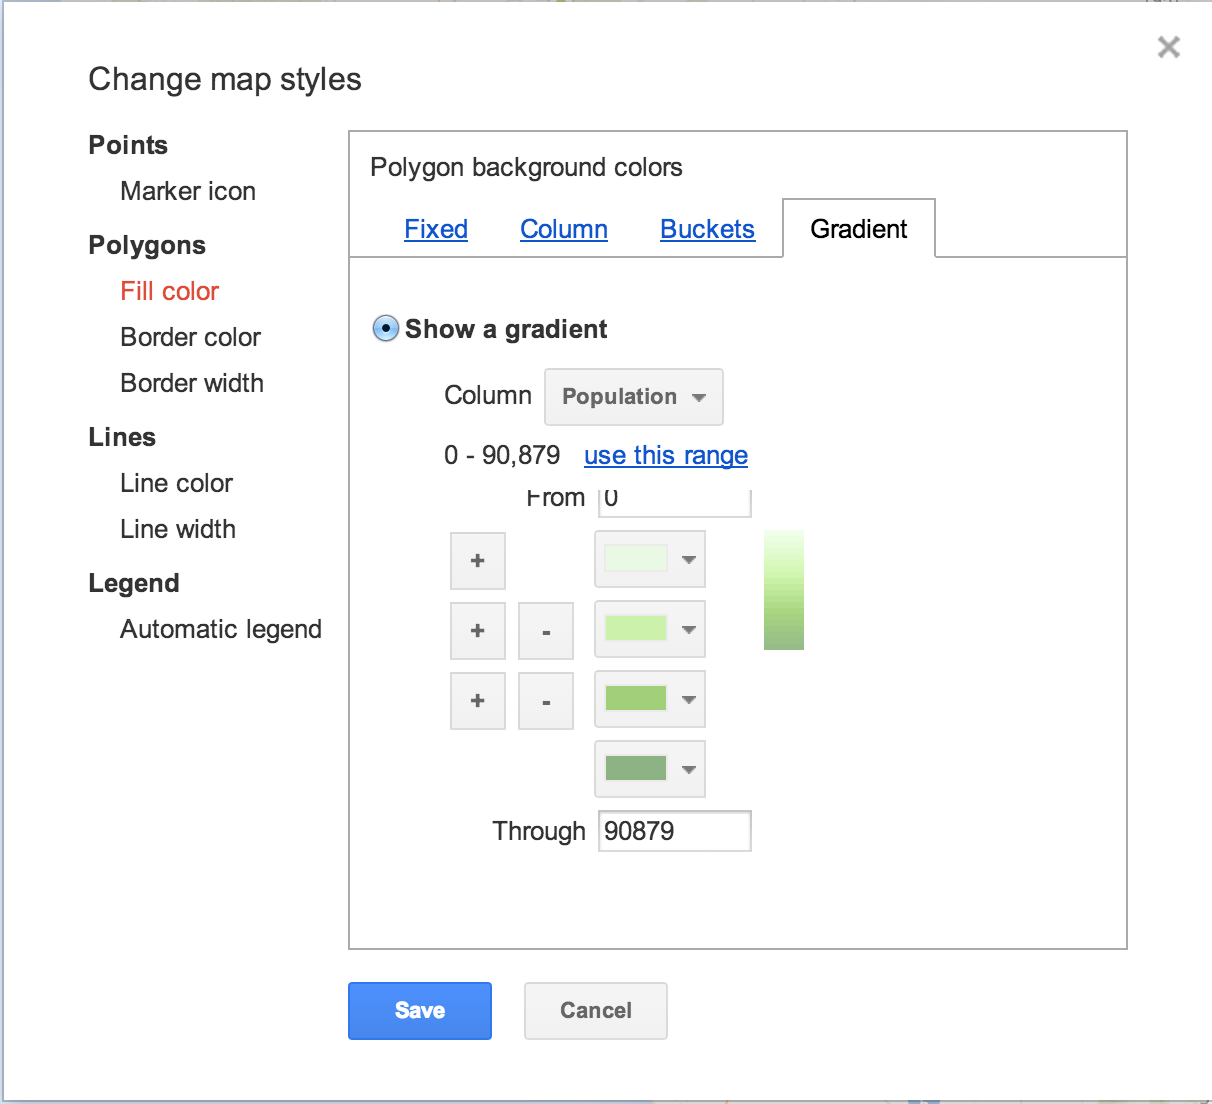 Change map styles
Points
Marker icon
Polygons
Fill color
Border color
Border width
Lines
Line color
Line width
Legend
Automatic legend
Polygon background colors
Fixed Column Buckets Gradient
Show a gradient
Column Population
0 - 90,879 use this range
From 0
+
+ -
+ -
Through 90879
Save Cancel